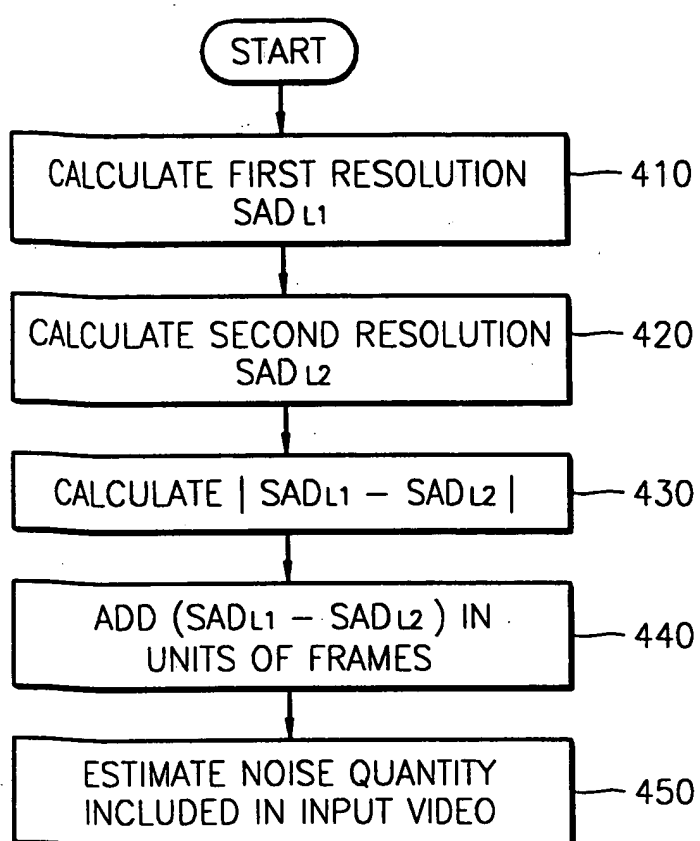 START
CALCULATE FIRST RESOLUTION
SAD L1
410
CALCULATE SECOND RESOLUTION
SAD L2
420
CALCULATE | SADL1 - SADL2 |
430
ADD (SADL1 - SADL2) IN
UNITS OF FRAMES
440
ESTIMATE NOISE QUANTITY
INCLUDED IN INPUT VIDEO
450